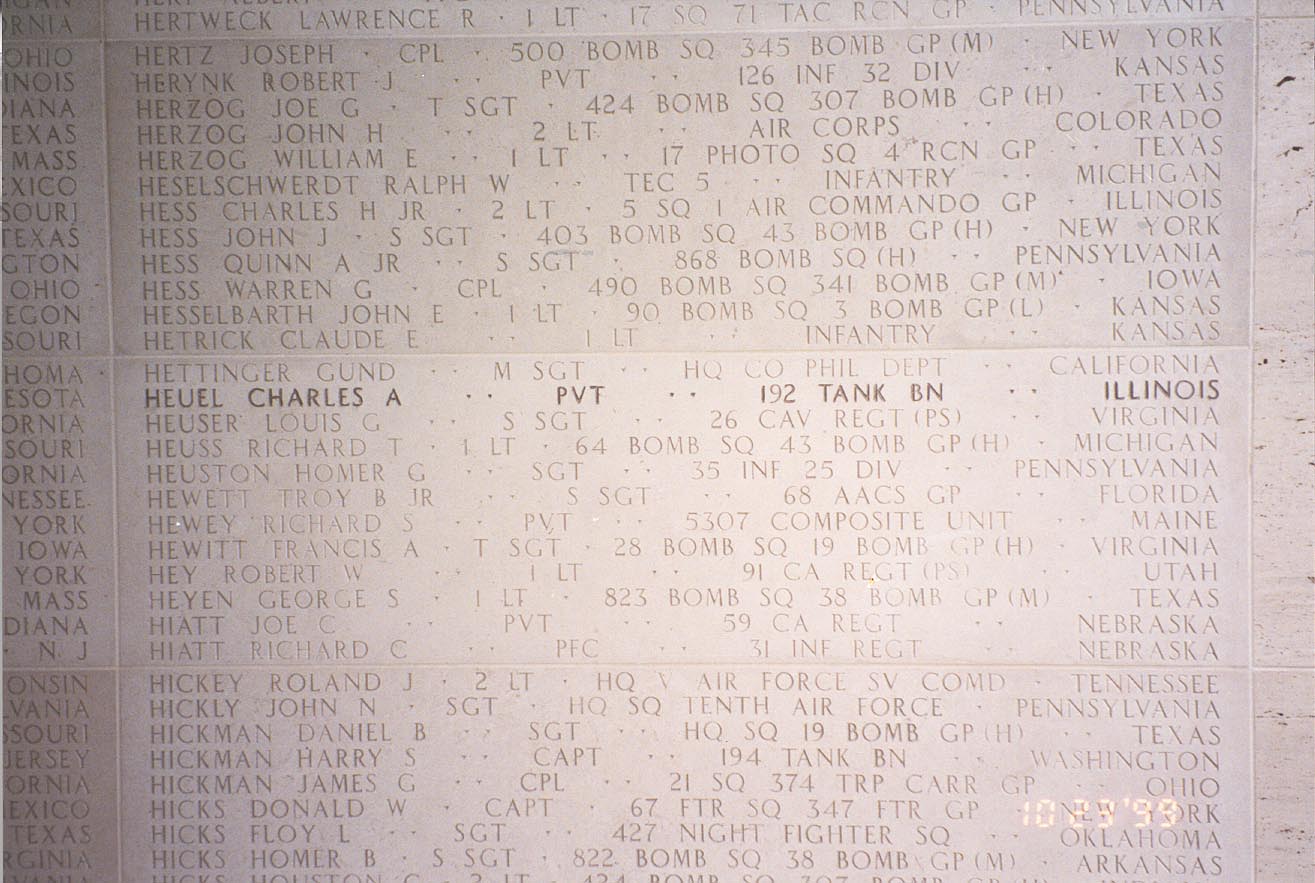 RNIA HERTWECK LAWRENCE R · 1 LT · 17 SQ 71 TAC RCN GP · PENNSYLVANIA
OHIO HERTZ JOSEPH · CPL · 500 BOMB SQ 345 BOMB GP (M) · NEW YORK
INOIS HERYNK ROBERT J · · PVT · · 126 INF 32 DIV · · KANSAS
DIANA HERZOG JOE G · T SGT · 424 BOMB SQ 307 BOMB GP (H) · TEXAS
TEXAS HERZOG JOHN H · · 2 LT · · AIR CORPS · · COLORADO
MASS HERZOG WILLIAM E · · 1 LT · · 17 PHOTO SQ 4 RCN GP · · TEXAS
EXICO HESELSCHWERDT RALPH W · · TEC 5 · · INFANTRY · · MICHIGAN
SOURI HESS CHARLES H JR · 2 LT · 5 SQ 1 AIR COMMANDO GP · ILLINOIS
TEXAS HESS JOHN J · S SGT · 403 BOMB SQ 43 BOMB GP (H) · NEW YORK
GTON HESS QUINN A JR · · S SGT · 868 BOMB SQ (H) · · PENNSYLVANIA
OHIO · HESS WARREN G · CPL · 490 BOMB SQ 341 BOMB GP (M) · IOWA
EGON HESSELBARTH JOHN E · 1 LT · 90 BOMB SQ 3 BOMB GP (L) · KANSAS
SOURI HETRICK CLAUDE E · · 1 LT · · INFANTRY · · KANSAS
HOMA · HETTINGER GUND · · M SGT · · HQ CO PHIL DEPT · · CALIFORNIA
ESOTA HEUEL CHARLES A · · PVT · · 192 TANK BN · · ILLINOIS
ORNIA HEUSER LOUIS G · · S SGT · · 26 CAV REGT (PS) · · VIRGINIA
SOURI HEUSS RICHARD T · 1 LT · 64 BOMB SQ 43 BOMB GP (H) · MICHIGAN
ORNIA HEUSTON HOMER G · · SGT · · 35 INF 25 DIV · · PENNSYLVANIA
NESSEE HEWETT TROY B JR · · S SGT · · 68 AACS GP · · FLORIDA
YORK HEWEY RICHARD S · · PVT · · 5307 COMPOSITE UNIT · · MAINE
IOWA HEWITT FRANCIS A · T SGT · 28 BOMB SQ 19 BOMB GP (H) · VIRGINIA
YORK HEY ROBERT W · · 1 LT · · 91 CA REGT (PS) · · UTAH
MASS HEYEN GEORGE S · 1 LT · 823 BOMB SQ 38 BOMB GP (M) · TEXAS
DIANA HIATT JOE C · · PVT · · 59 CA REGT · · NEBRASKA
· N J HIATT RICHARD C · · PFC · · 31 INF REGT · · NEBRASKA
ONSIN HICKEY ROLAND J · 2 LT · HQ V AIR FORCE SV COMD · TENNESSEE
LVANIA HICKLY JOHN N · SGT · HQ SQ TENTH AIR FORCE · PENNSYLVANIA
SSOURI HICKMAN DANIEL B · · SGT · · HQ SQ 19 BOMB GP (H) · · TEXAS
JERSEY HICKMAN HARRY S · · CAPT · · 194 TANK BN · · WASHINGTON
ORNIA HICKMAN JAMES G · · CPL · · 21 SQ 374 TRP CARR GP · · OHIO
EXICO HICKS DONALD W · CAPT · 67 FTR SQ 347 FTR GP · NEW YORK
TEXAS HICKS FLOY L · · SGT · · 427 NIGHT FIGHTER SQ · · OKLAHOMA
RGINIA HICKS HOMER B · S SGT · 822 BOMB SQ 38 BOMB GP (M) · ARKANSAS
VANIA HICKS HOUSTON C · 2 LT · 424 BOMB SQ 307 BOMB GP